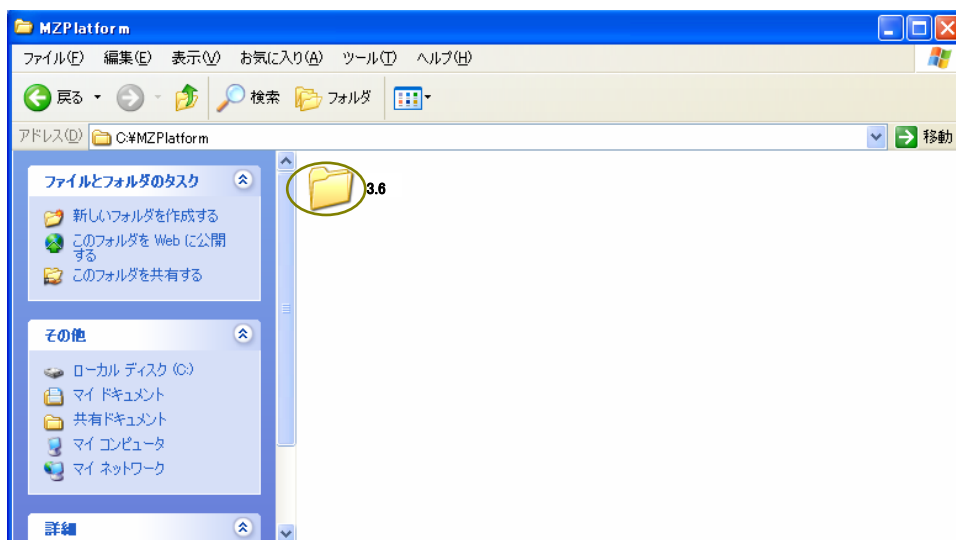 MZPlatform
ファイル(F) 編集(E) 表示(V) お気に入り(A) ツール(T) ヘルプ(H)
戻る 検索 フォルダ
アドレス(D) C:¥MZPlatform 移動
ファイルとフォルダのタスク
新しいフォルダを作成する
このフォルダを Web に公開
する
このフォルダを共有する
その他
ローカル ディスク (C:)
マイ ドキュメント
共有ドキュメント
マイ コンピュータ
マイ ネットワーク
詳細
3.6